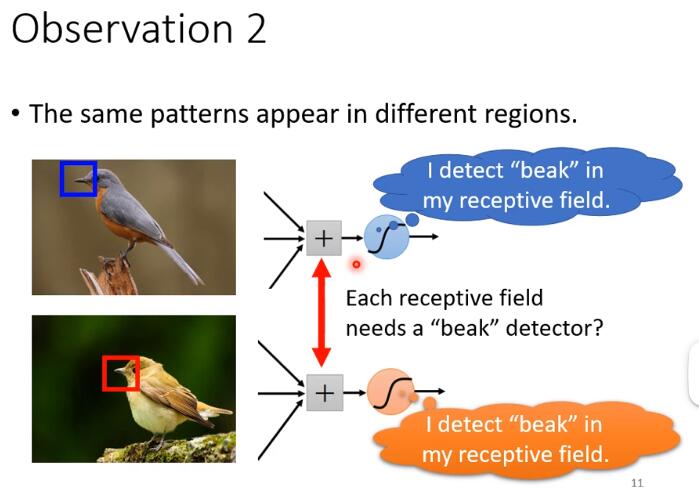 Observation 2
• The same patterns appear in different regions.
I detect “beak” in
my receptive field.
+
Each receptive field
needs a “beak” detector?
+
I detect “beak” in
my receptive field.
11